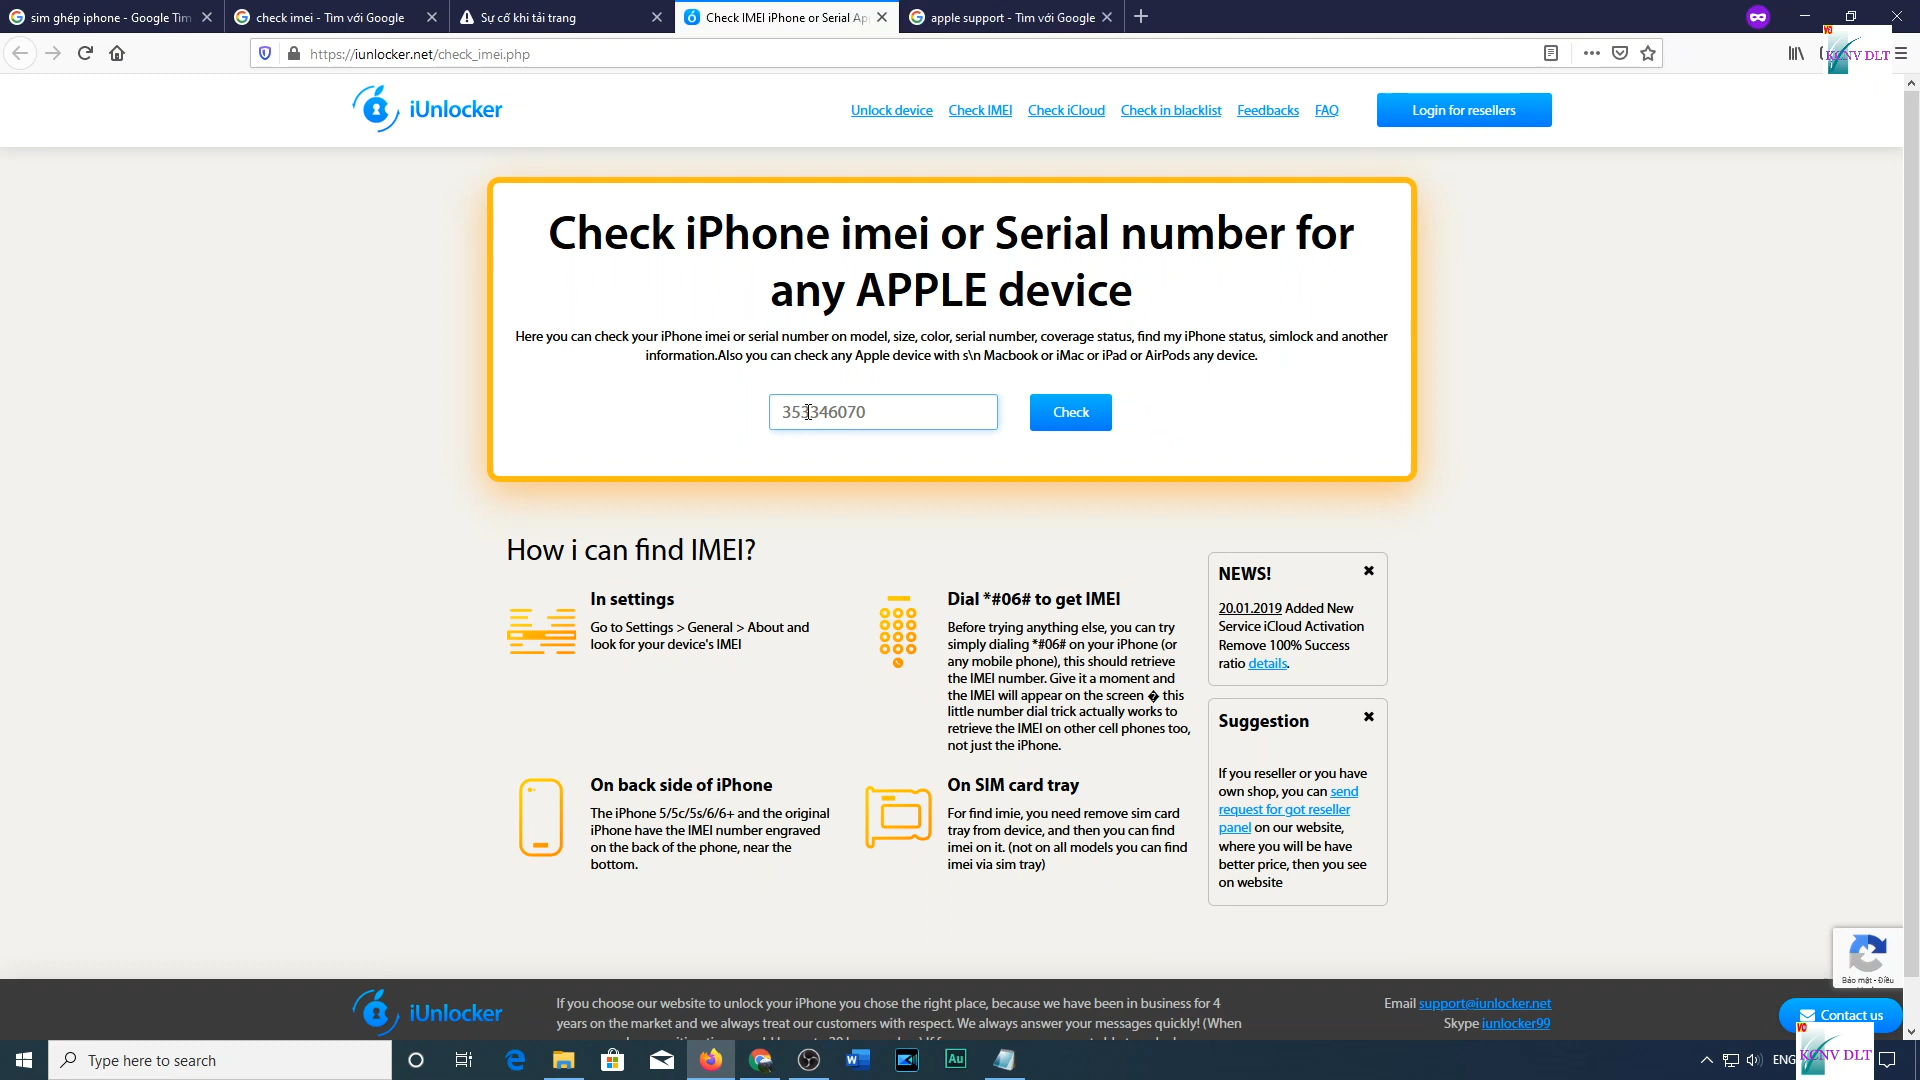 sim ghép iphone - Google Tìm
check imei - Tìm với Google
Sự cố khi tải trang
Check IMEI iPhone or Serial Ap
apple support - Tìm với Google
https://iunlocker.net/check_imei.php
VO
KCNV DLT
iUnlocker
Unlock device
Check IMEI
Check iCloud
Check in blacklist
Feedbacks
FAQ
Login for resellers
Check iPhone imei or Serial number for
any APPLE device
Here you can check your iPhone imei or serial number on model, size, color, serial number, coverage status, find my iPhone status, simlock and another
information.Also you can check any Apple device with s\n Macbook or iMac or iPad or AirPods any device.
353346070
Check
How i can find IMEI?
In settings
Go to Settings > General > About and
look for your device's IMEI
Dial *#06# to get IMEI
Before trying anything else, you can try
simply dialing *#06# on your iPhone (or
any mobile phone), this should retrieve
the IMEI number. Give it a moment and
the IMEI will appear on the screen � this
little number dial trick actually works to
retrieve the IMEI on other cell phones too,
not just the iPhone.
On back side of iPhone
The iPhone 5/5c/5s/6/6+ and the original
iPhone have the IMEI number engraved
on the back of the phone, near the
bottom.
On SIM card tray
For find imie, you need remove sim card
tray from device, and then you can find
imei on it. (not on all models you can find
imei via sim tray)
NEWS!
20.01.2019 Added New
Service iCloud Activation
Remove 100% Success
ratio details.
Suggestion
If you reseller or you have
own shop, you can send
request for got reseller
panel on our website,
where you will be have
better price, then you see
on website
Bảo mật - Điều
iUnlocker
If you choose our website to unlock your iPhone you chose the right place, because we have been in business for 4
years on the market and we always treat our customers with respect. We always answer your messages quickly! (When
Email support@iunlocker.net
Skype iunlocker99
Contact us
Type here to search
W
Au
ENG
VO
KCNV DLT